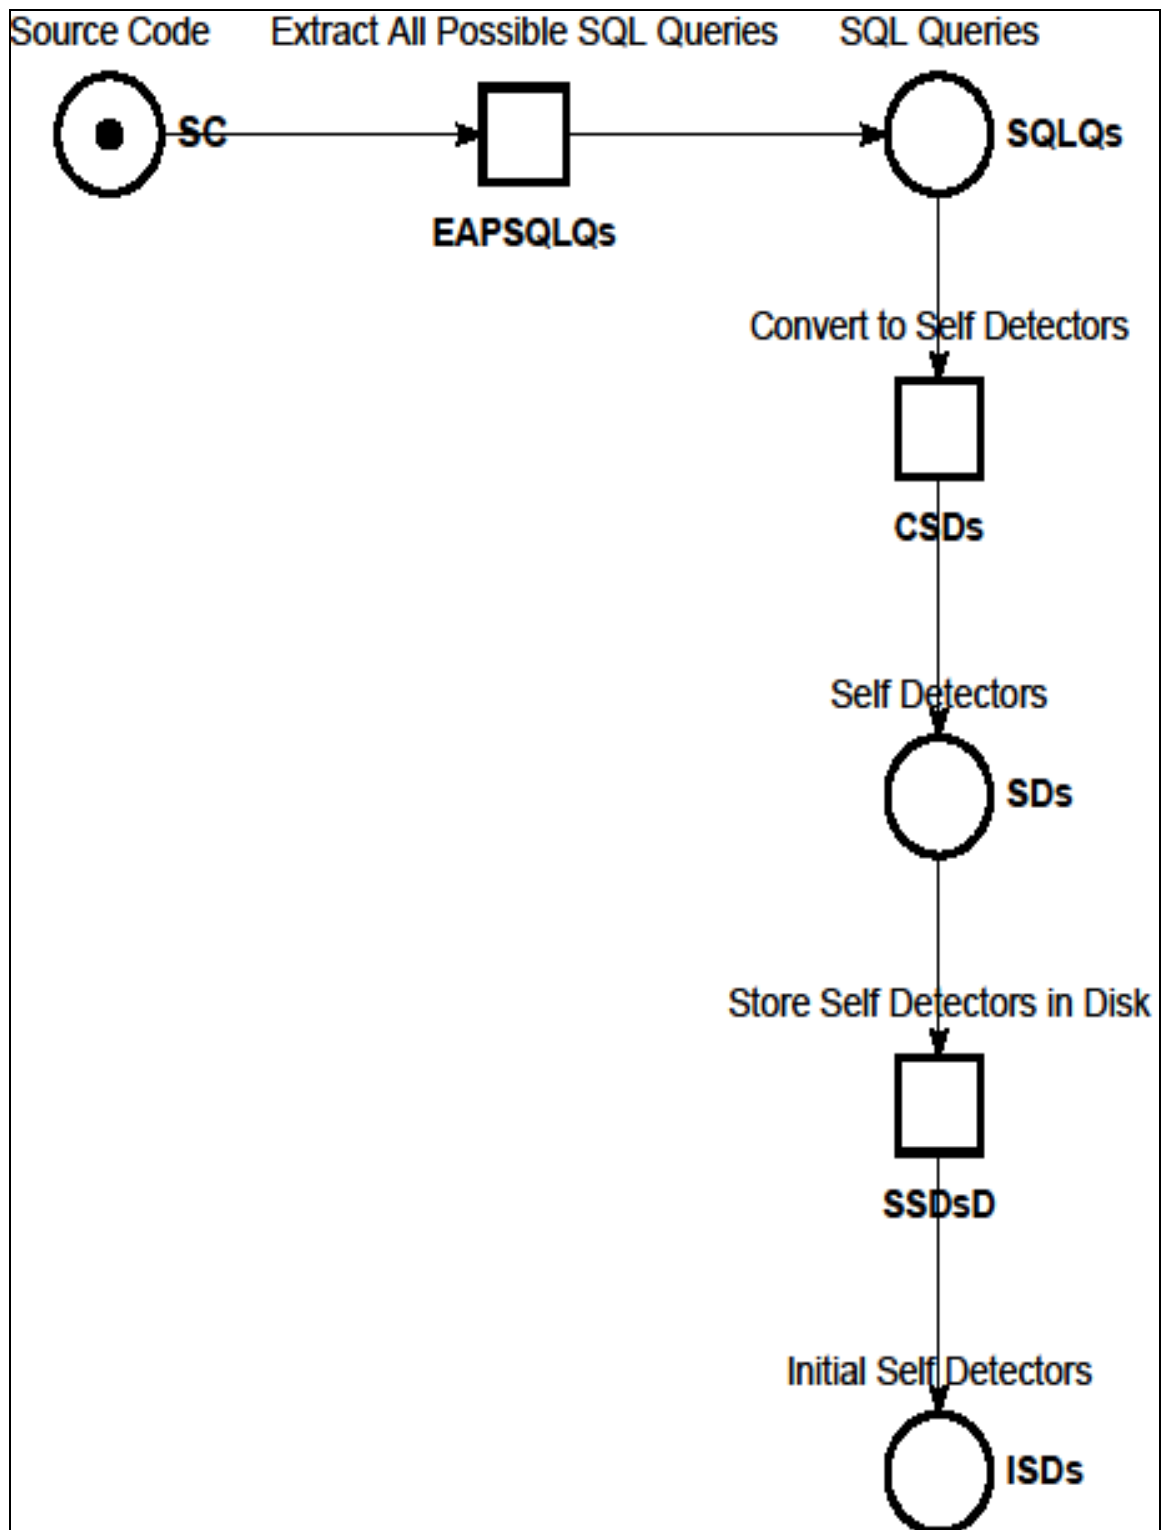 Source Code
Extract All Possible SQL Queries
SQL Queries
SC
SQLQs
EAPSQLQs
Convert to Self Detectors
CSDs
Self Detectors
SDs
Store Self Detectors in Disk
SSDsD
Initial Self Detectors
ISDs